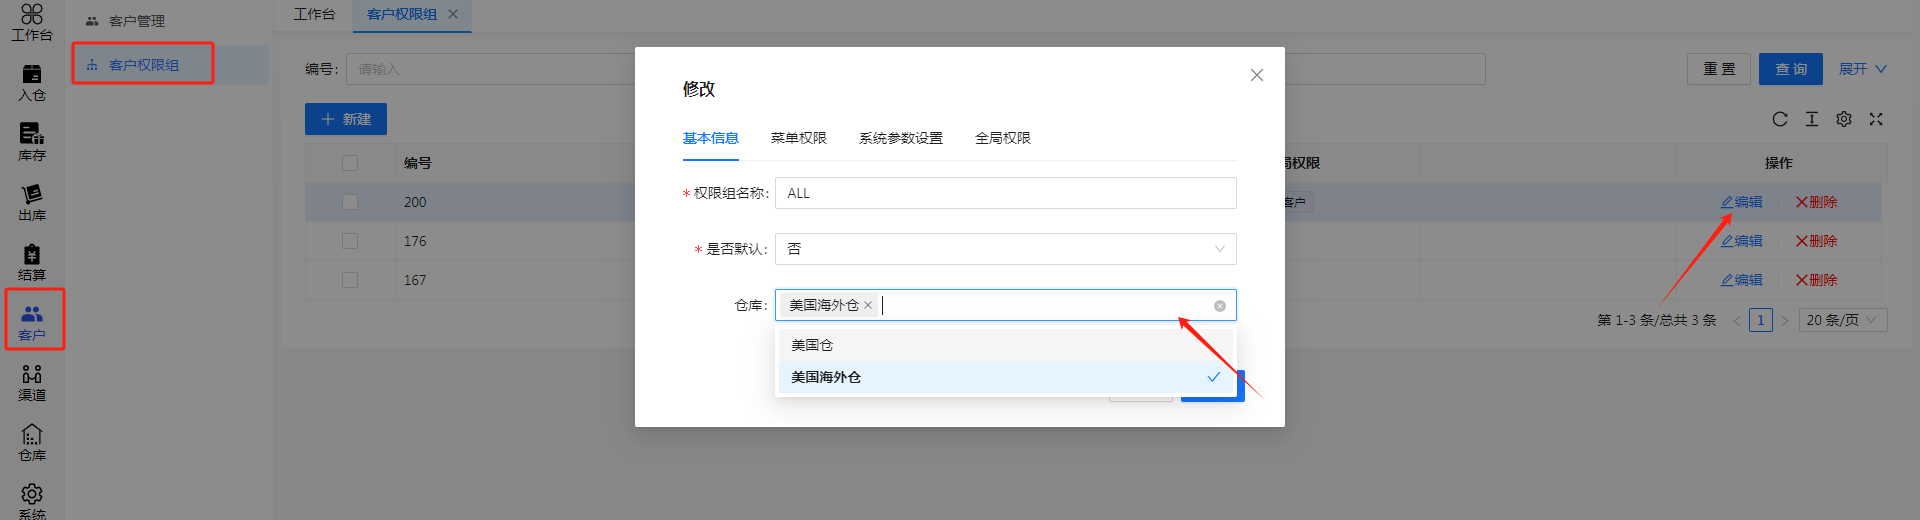 工作台
入仓
库存
出库
结算
客户
渠道
仓库
系统
客户管理
客户权限组
工作台
客户权限组
编号:
请输入
重置
查询
展开
新建
编号
局权限
操作
200
客户
编辑
删除
176
编辑
删除
167
编辑
删除
第 1-3 条/总共 3 条
1
20 条/页
修改
基本信息
菜单权限
系统参数设置
全局权限
* 权限组名称:
ALL
* 是否默认:
否
仓库:
美国海外仓
美国仓
美国海外仓